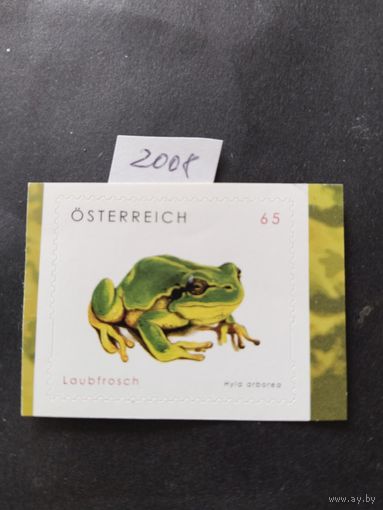 2008
ÖSTERREICH 65
Laubfrosch Hyla arborea
www.ay.by